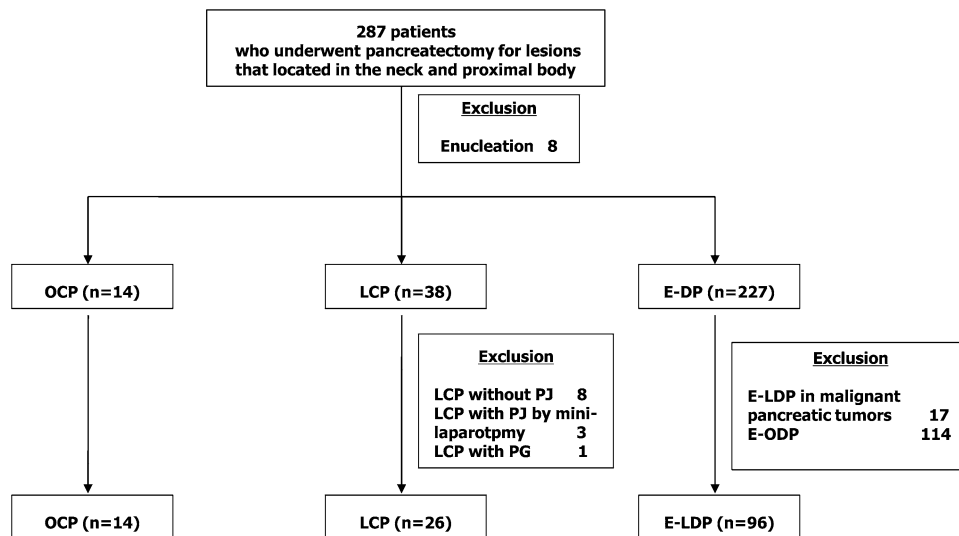 287 patients
who underwent pancreatectomy for lesions
that located in the neck and proximal body
Exclusion
Enucleation 8
OCP (n=14)
LCP (n=38)
E-DP (n=227)
Exclusion
LCP without PJ 8
LCP with PJ by mini-
laparotpmy 3
LCP with PG 1
Exclusion
E-LDP in malignant
pancreatic tumors 17
E-ODP 114
OCP (n=14)
LCP (n=26)
E-LDP (n=96)